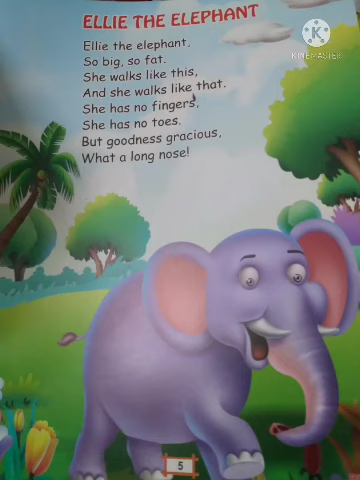 ELLIE THE ELEPHANT
KINEMASTER
Ellie the elephant.
So big, so fat.
She walks like this,
And she walks like that.
She has no fingers.
She has no toes.
But goodness gracious,
What a long nose!
5